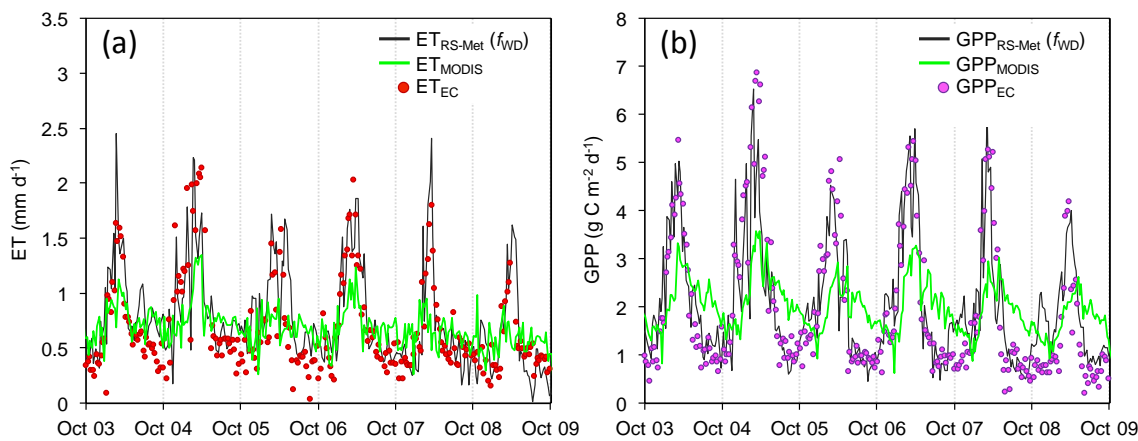 (a)
ET_RS-Met (f_WD)
ET_MODIS
ET_EC
ET (mm d⁻¹)
3.5
3
2.5
2
1.5
1
0.5
0
Oct 03 Oct 04 Oct 05 Oct 06 Oct 07 Oct 08 Oct 09
(b)
GPP_RS-Met (f_WD)
GPP_MODIS
GPP_EC
GPP (g C m⁻² d⁻¹)
8
7
6
5
4
3
2
1
0
Oct 03 Oct 04 Oct 05 Oct 06 Oct 07 Oct 08 Oct 09